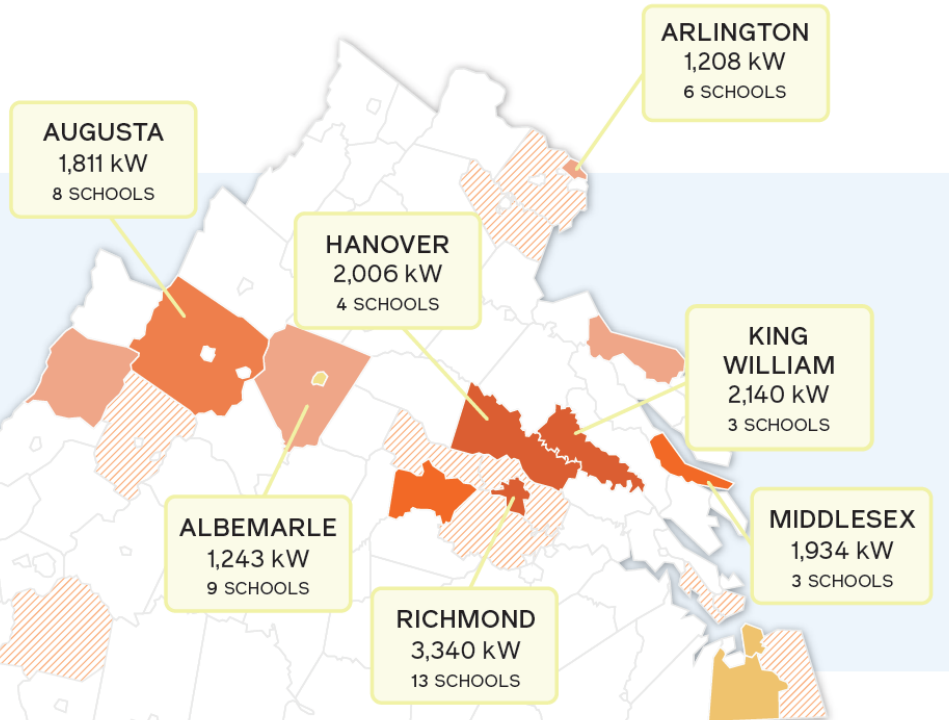 ARLINGTON
1,208 kW
6 SCHOOLS
AUGUSTA
1,811 kW
8 SCHOOLS
HANOVER
2,006 kW
4 SCHOOLS
KING
WILLIAM
2,140 kW
3 SCHOOLS
ALBEMARLE
1,243 kW
9 SCHOOLS
MIDDLESEX
1,934 kW
3 SCHOOLS
RICHMOND
3,340 kW
13 SCHOOLS